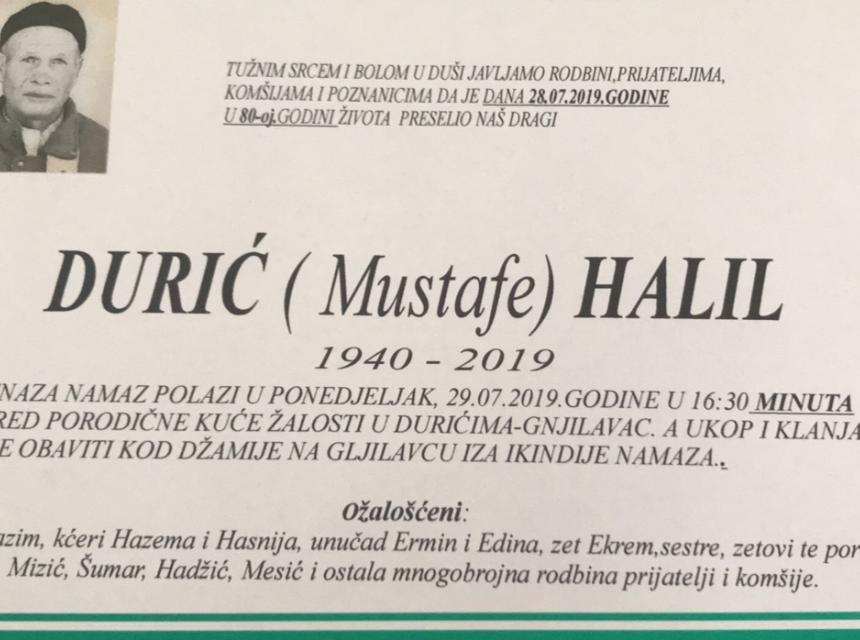 TUŽNIM SRCEM I BOLOM U DUŠI JAVLJAMO RODBINI,PRIJATELJIMA,
KOMŠIJAMA I POZNANICIMA DA JE DANA 28.07.2019.GODINE
U 80-oj.GODINI ŽIVOTA PRESELIO NAŠ DRAGI
DURIĆ ( Mustafe) HALIL
1940 - 2019
NAZA NAMAZ POLAZI U PONEDJELJAK, 29.07.2019.GODINE U 16:30 MINUTA
RED PORODIČNE KUĆE ŽALOSTI U DURIĆIMA-GNJILAVAC. A UKOP I KLANJA
E OBAVITI KOD DŽAMIJE NA GLJILAVCU IZA IKINDIJE NAMAZA..
Ožalošćeni:
azim, kćeri Hazema i Hasnija, unučad Ermin i Edina, zet Ekrem,sestre, zetovi te por
Mizić, Šumar, Hadžić, Mesić i ostala mnogobrojna rodbina prijatelji i komšije.